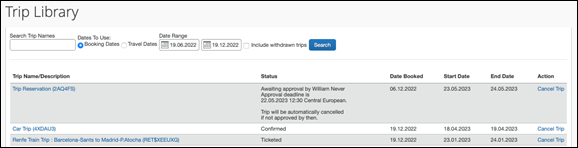 Trip Library
Search Trip Names
Dates To Use:
Booking Dates Travel Dates
Date Range
19.06.2022 19.12.2022 Include withdrawn trips Search
Trip Name/Description Status Date Booked Start Date End Date Action
Trip Reservation (2AQ4FS) Awaiting approval by William Never 06.12.2022 23.05.2023 24.05.2023 Cancel Trip
Approval deadline is
22.05.2023 12:30 Central European.
Trip will be automatically cancelled
if not approved by then.
Car Trip (4XDAU3) Confirmed 19.12.2022 18.04.2023 19.04.2023 Cancel Trip
Renfe Train Trip : Barcelona-Sants to Madrid-P.Atocha (RET$XEEUXG) Ticketed 19.12.2022 23.01.2023 24.01.2023 Cancel Trip